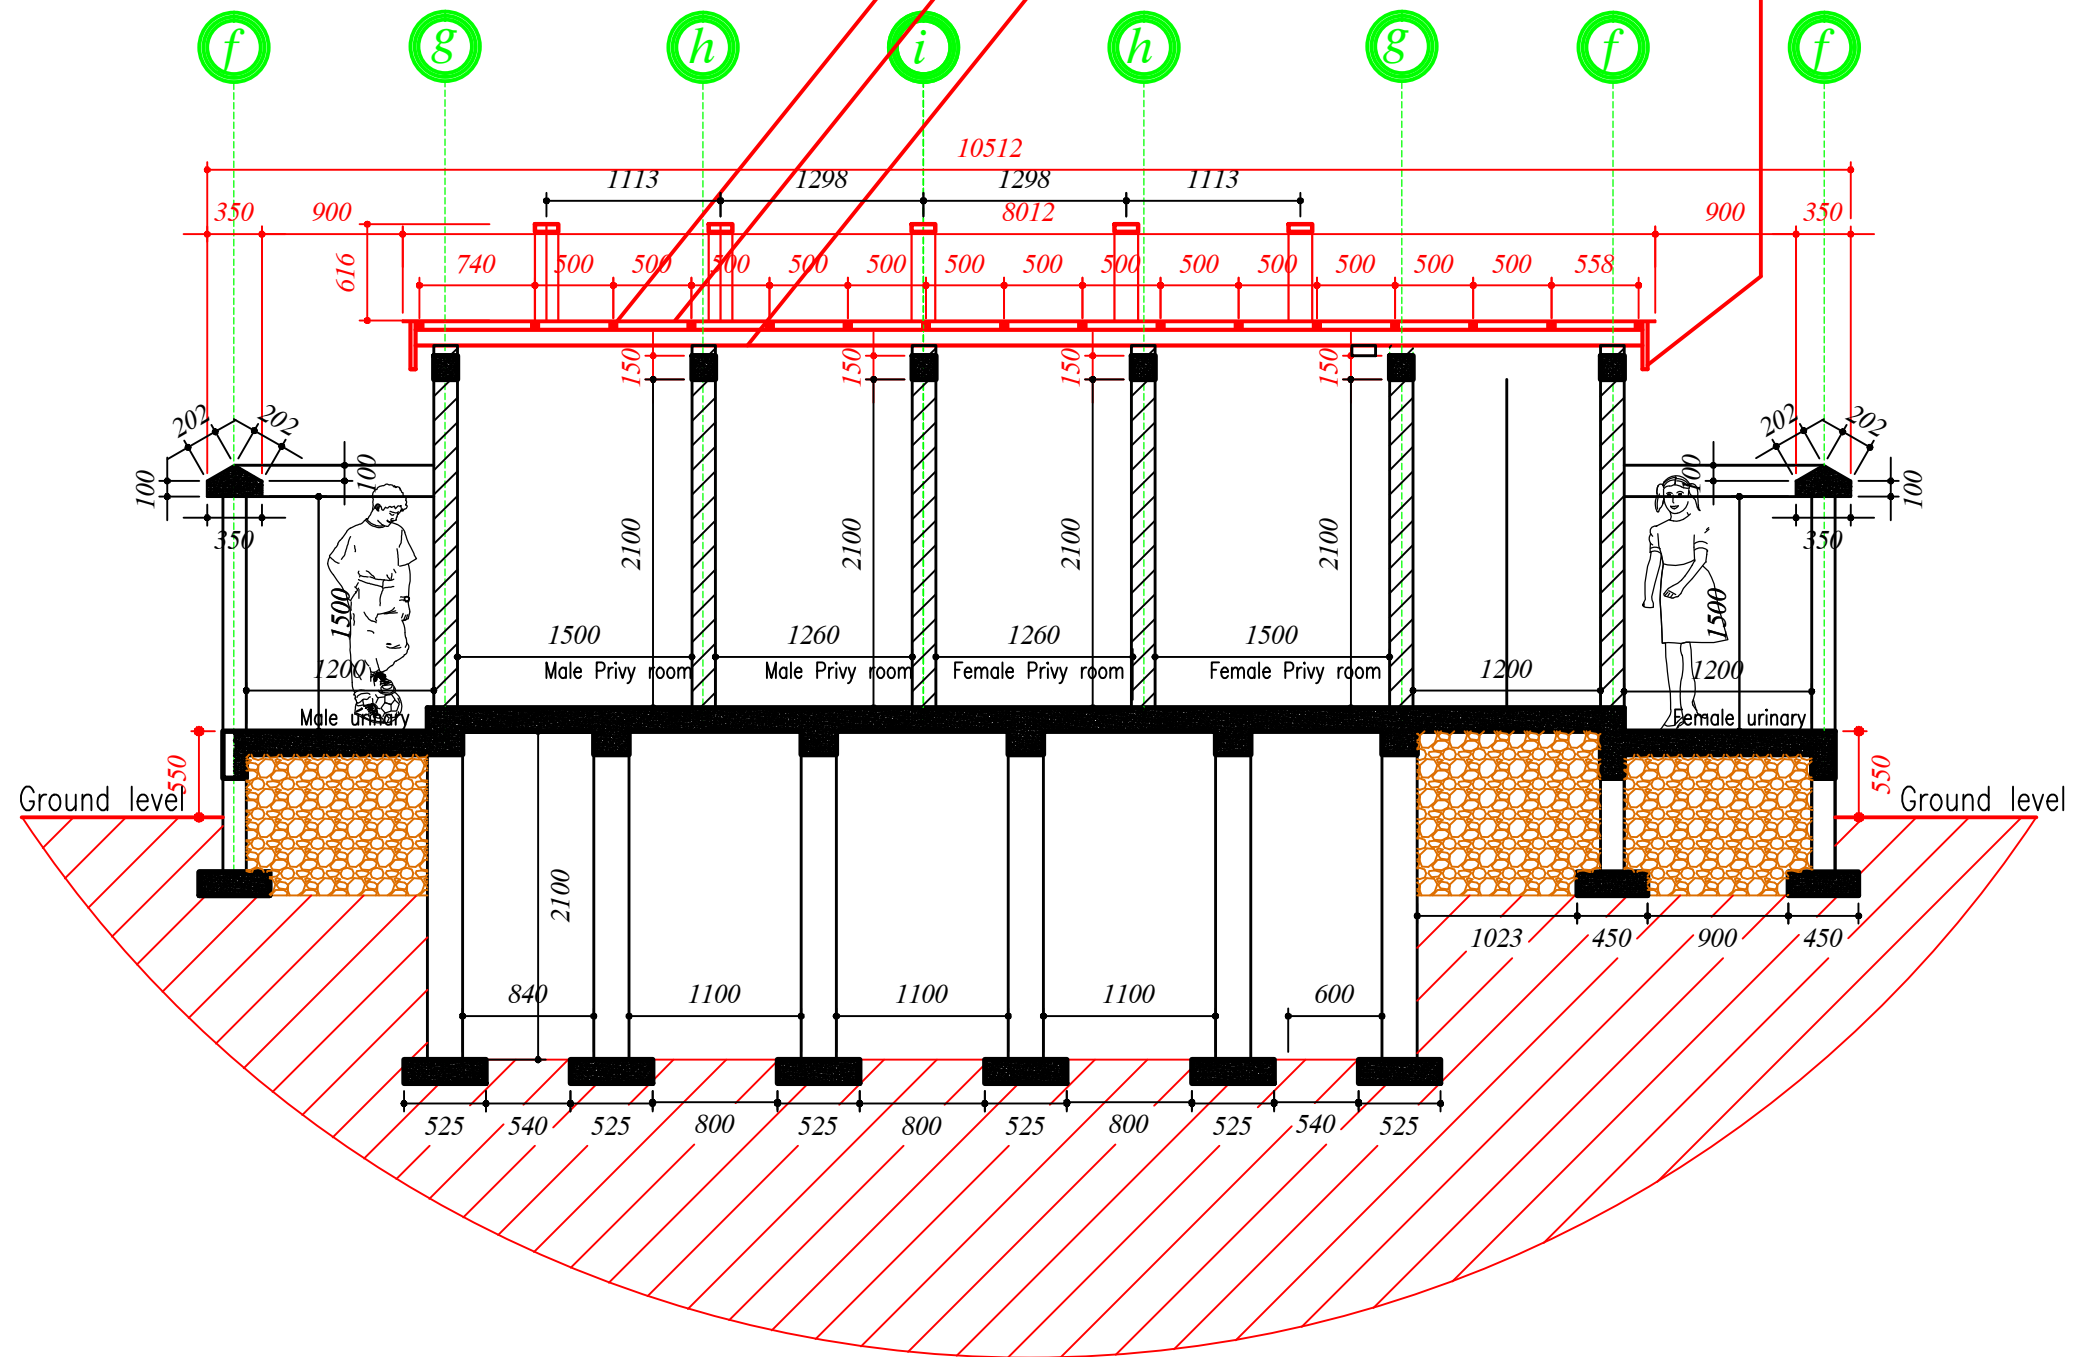 f g h i h g f f
10512
1113 1298 1298 1113
350 900 8012 900 350
616
740 500 500 500 500 500 500 500 500 500 500 500 500 500 558
150 150 150 150
202 202 202 202
100 100 100 100
350 350
2100 2100 2100 2100
1500 1500
1500 1260 1260 1500
Male Privy room Male Privy room Female Privy room Female Privy room
1200 1200 1200
Male urinary Female urinary
550 550
Ground level Ground level
2100
1023 450 900 450
840 1100 1100 1100 600
525 540 525 800 525 800 525 800 525 540 525